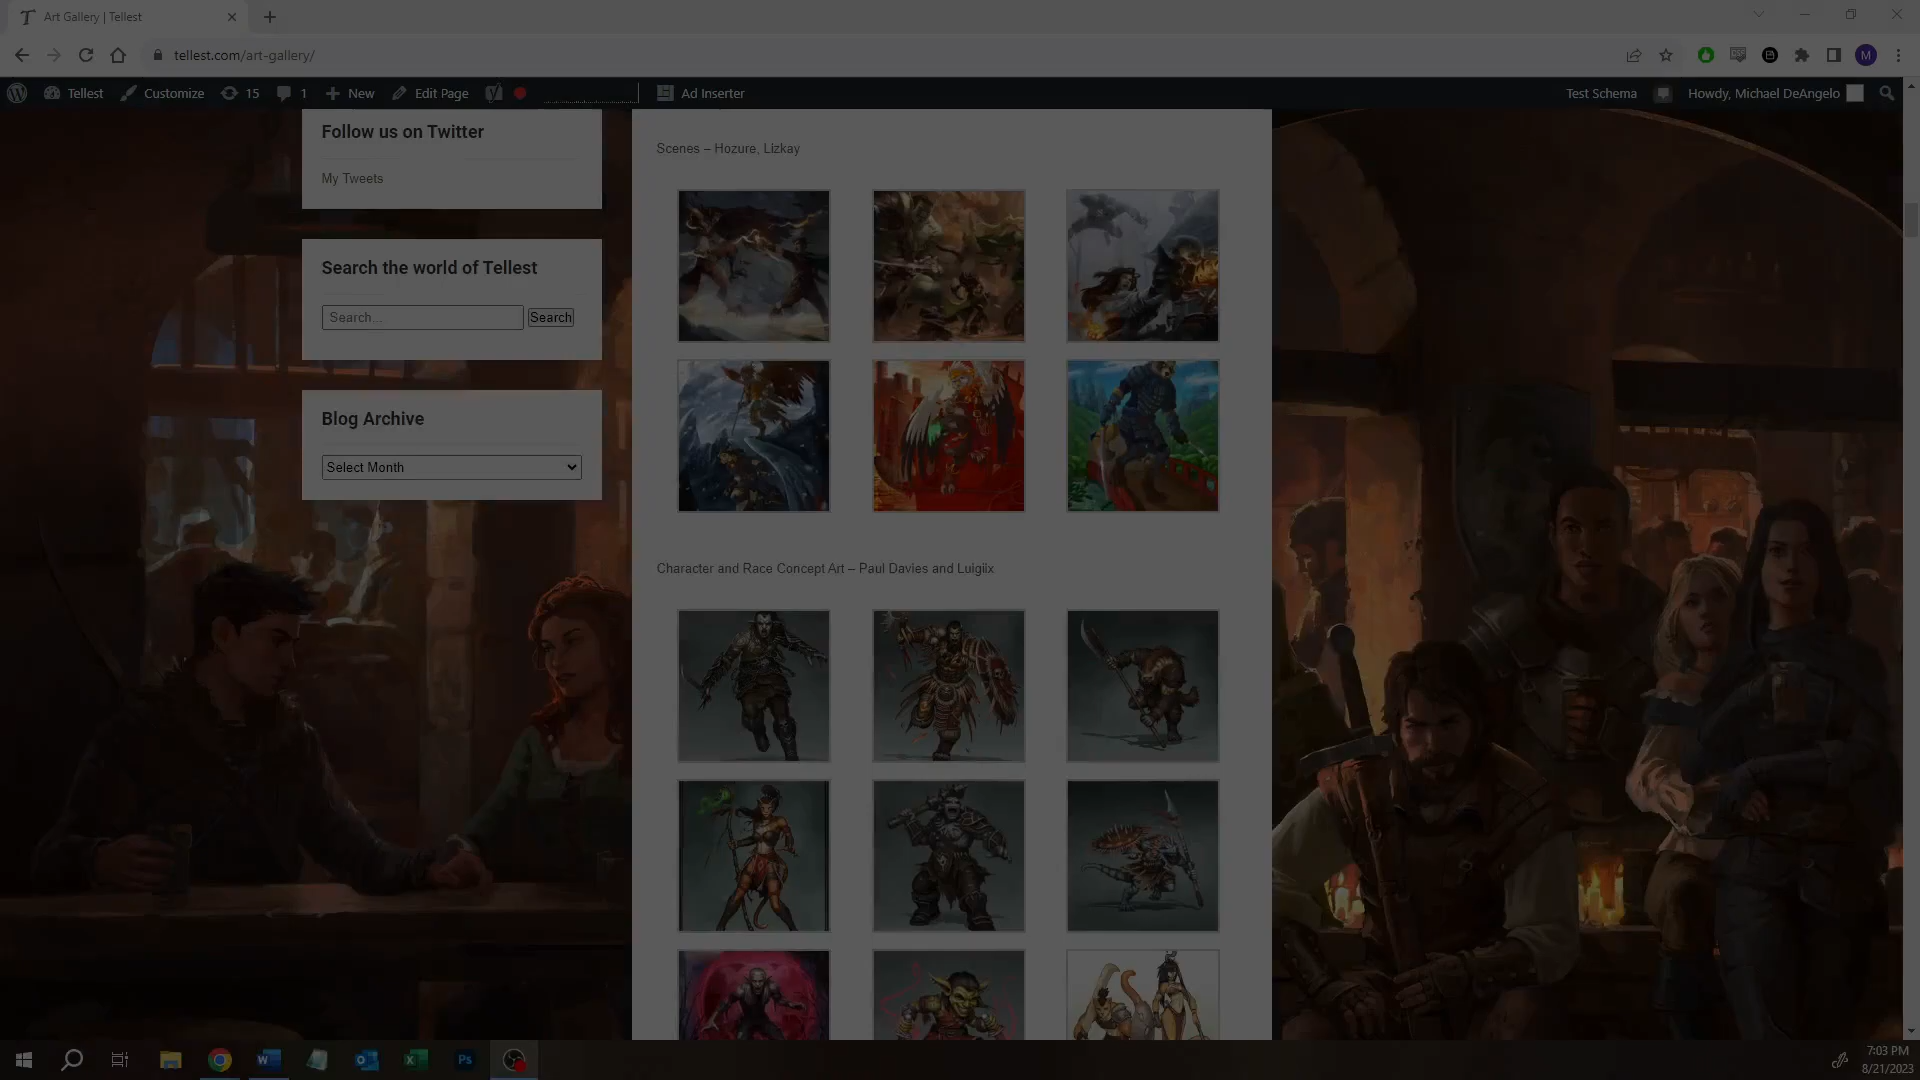 Art Gallery | Tellest
tellest.com/art-gallery/
Tellest
Customize
15
1
New
Edit Page
Ad Inserter
Test Schema
Howdy, Michael DeAngelo
Follow us on Twitter
My Tweets
Search the world of Tellest
Search…
Search
Blog Archive
Select Month
Scenes – Hozure, Lizkay
Character and Race Concept Art – Paul Davies and Luigiix
7:03 PM
8/21/2023